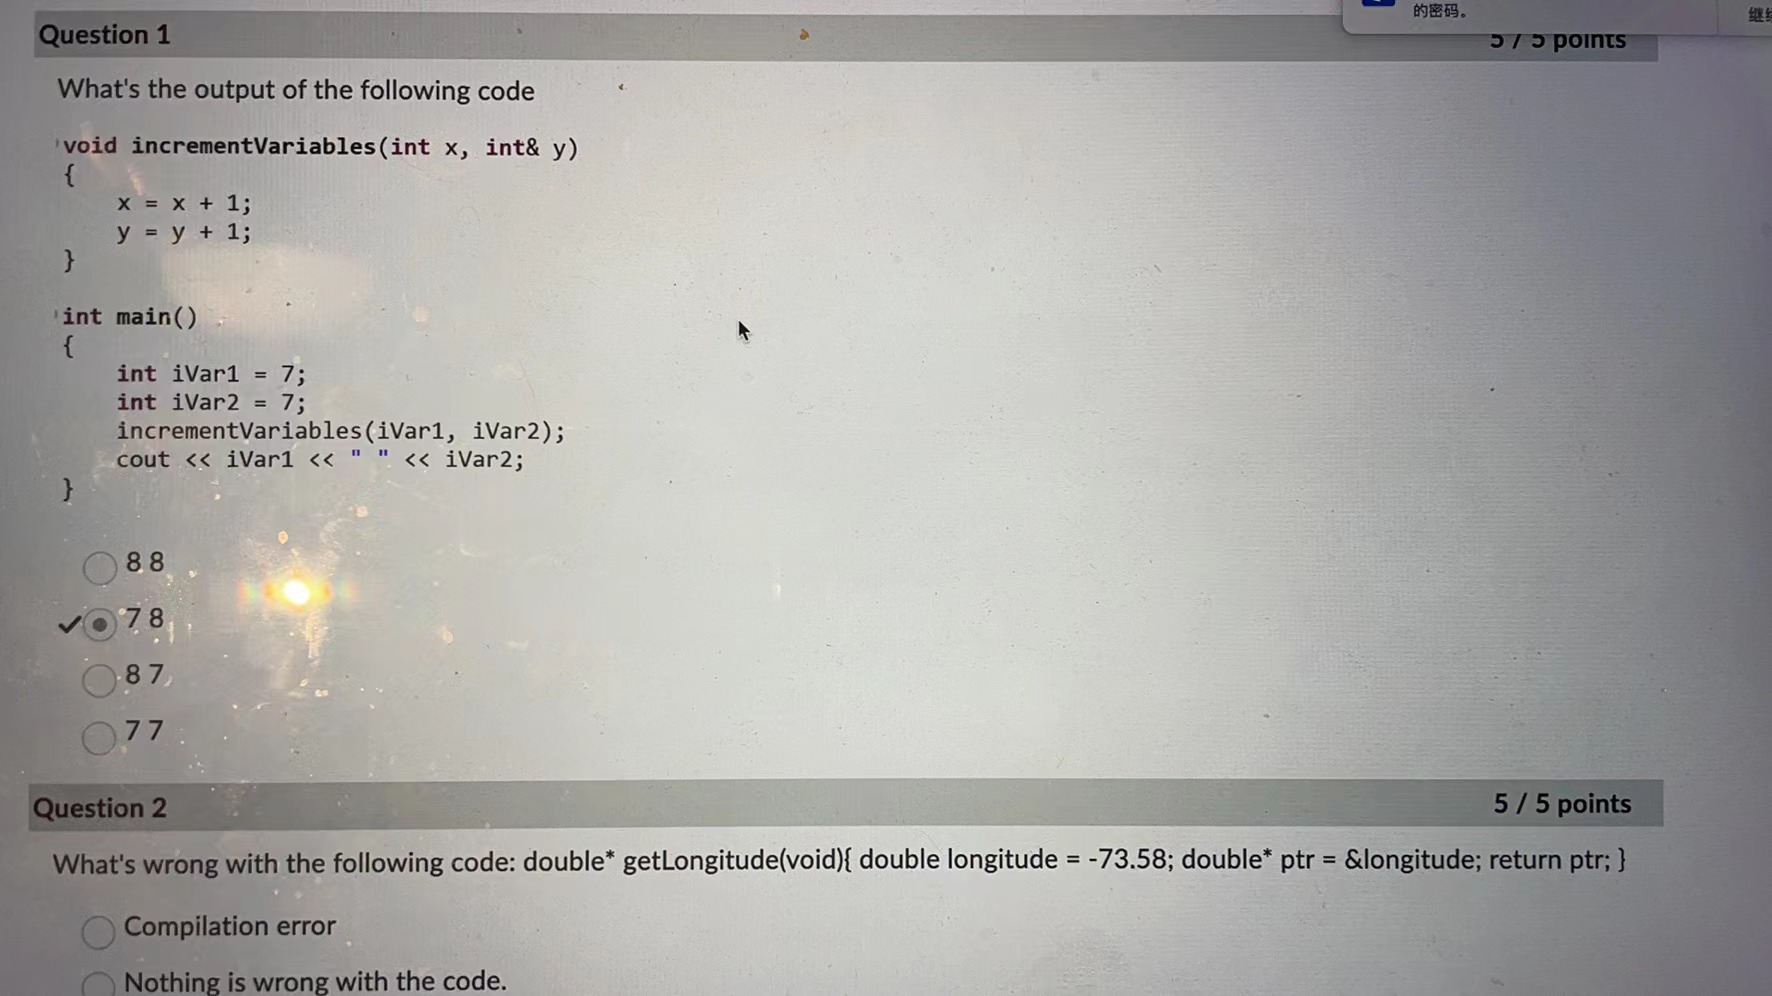 的密码。
继续
Question 1
5 / 5 points
What's the output of the following code
void incrementVariables(int x, int& y)
{
x = x + 1;
y = y + 1;
}
int main()
{
int iVar1 = 7;
int iVar2 = 7;
incrementVariables(iVar1, iVar2);
cout << iVar1 << " " << iVar2;
}
8 8
7 8
8 7
7 7
Question 2
5 / 5 points
What's wrong with the following code: double* getLongitude(void){ double longitude = -73.58; double* ptr = &longitude; return ptr; }
Compilation error
Nothing is wrong with the code.